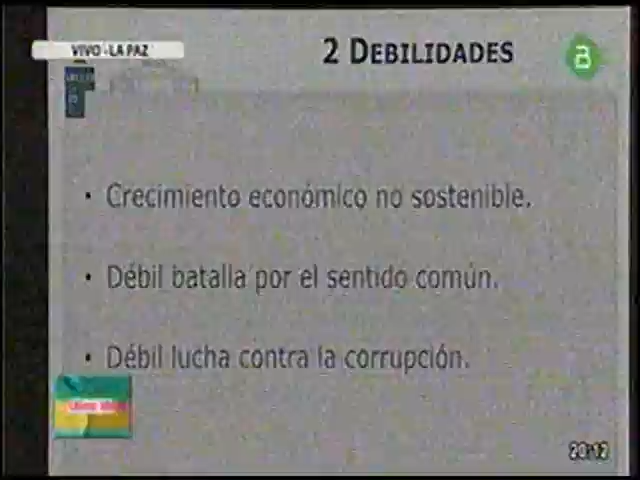 VIVO - LA PAZ
2 DEBILIDADES
B
• Crecimiento económico no sostenible.
• Débil batalla por el sentido común.
• Débil lucha contra la corrupción.
20:12